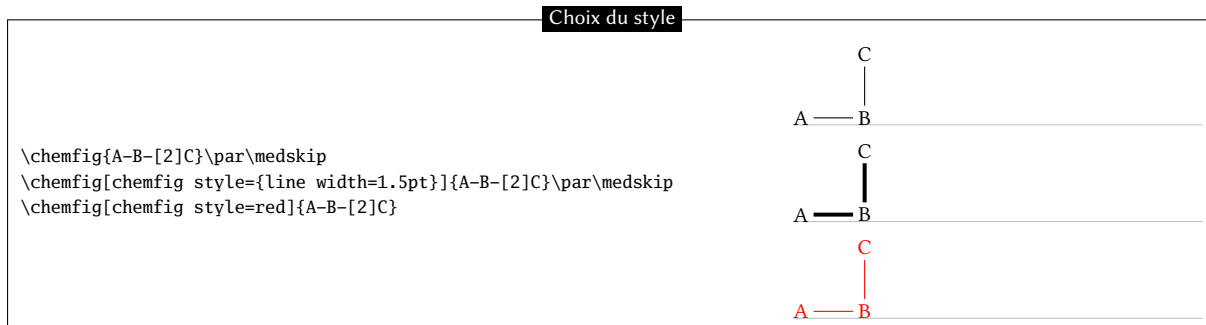 Choix du style
\chemfig{A-B-[2]C}\par\medskip
\chemfig[chemfig style={line width=1.5pt}]{A-B-[2]C}\par\medskip
\chemfig[chemfig style=red]{A-B-[2]C}
C
A B
C
A B
C
A B